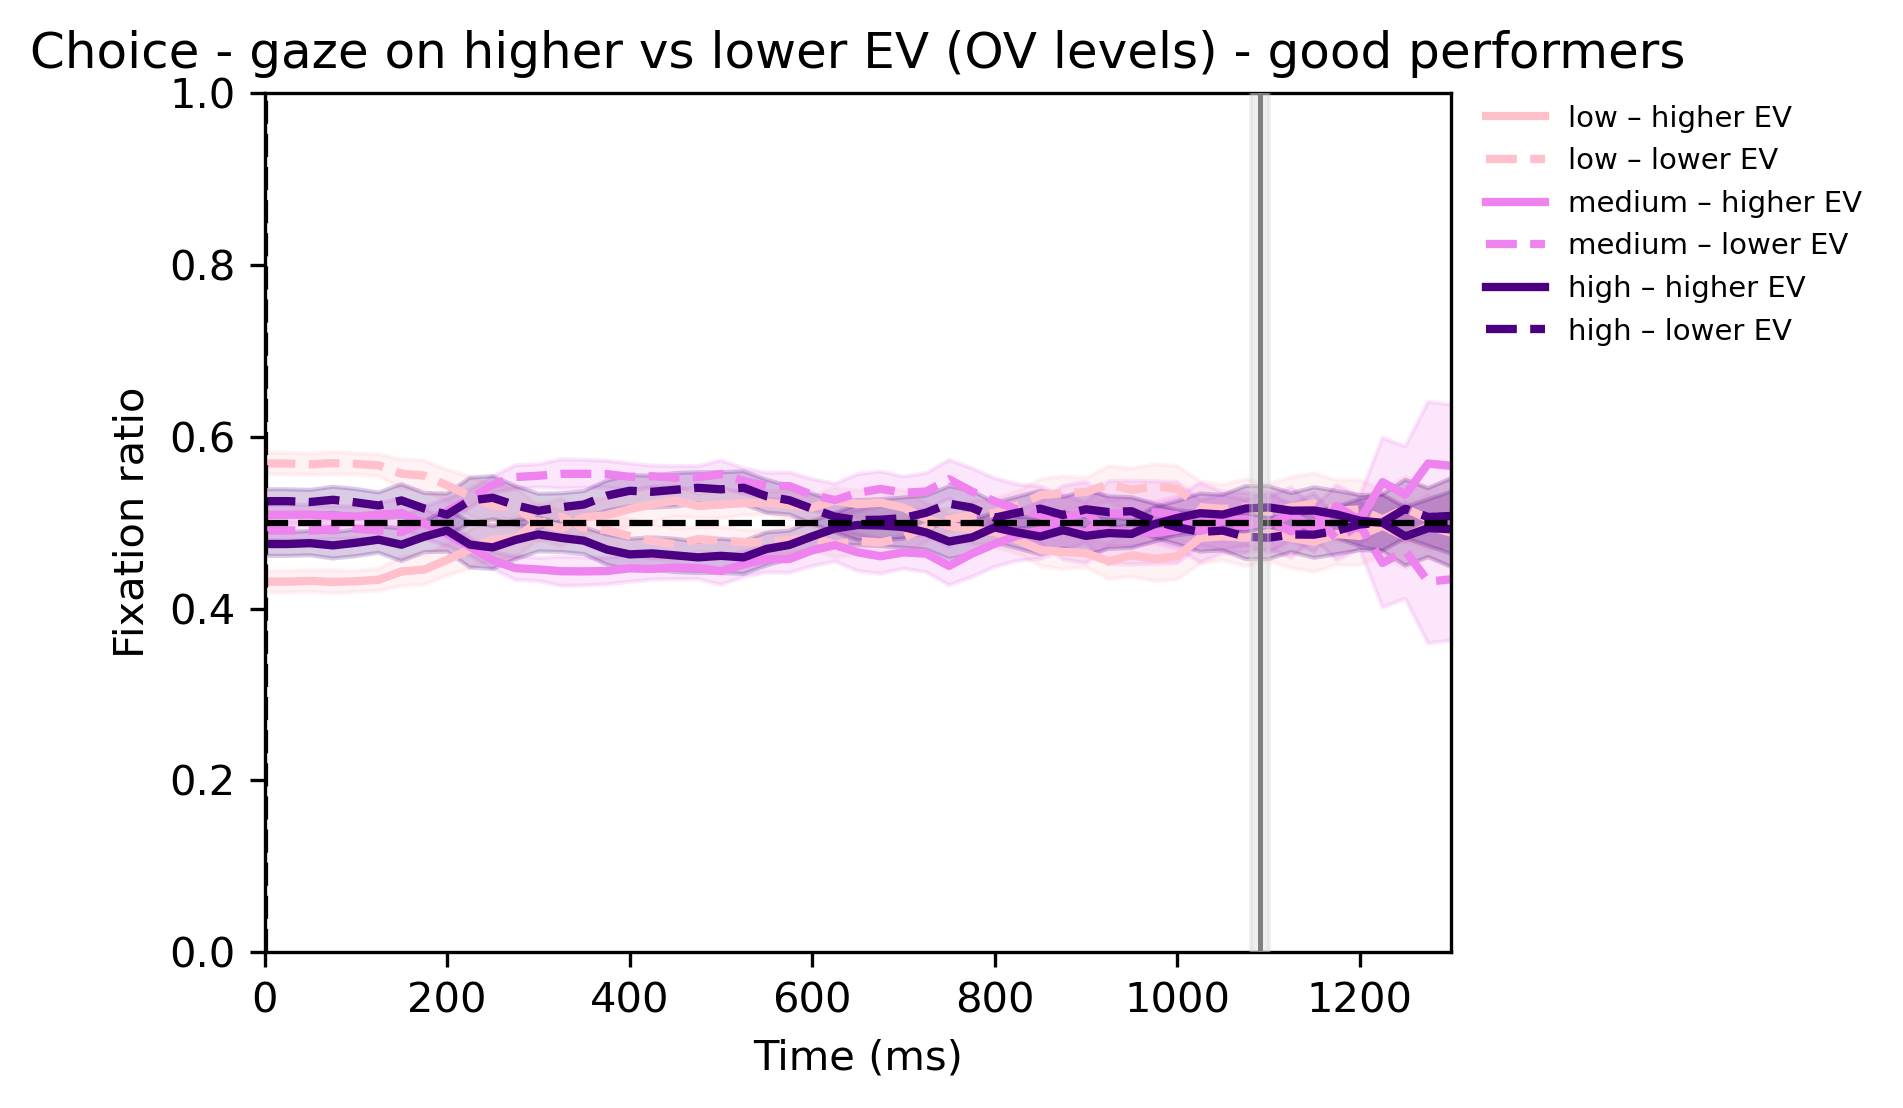 Choice - gaze on higher vs lower EV (OV levels) - good performers
1.0
0.8
0.6
0.4
0.2
0.0
Fixation ratio
0 200 400 600 800 1000 1200
Time (ms)
low – higher EV
low – lower EV
medium – higher EV
medium – lower EV
high – higher EV
high – lower EV